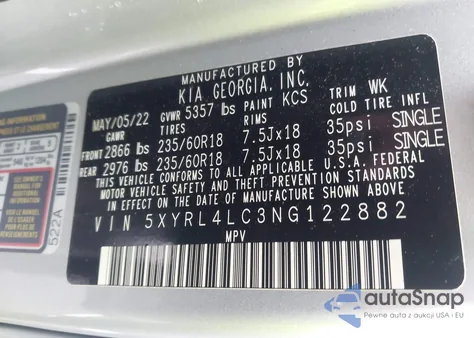 MANUFACTURED BY
KIA GEORGIA, INC.
MAY/05/22 GVWR 5357 lbs PAINT KCS TRIM WK
GAWR TIRES RIMS COLD TIRE INFL
FRONT 2866 lbs 235/60R18 7.5Jx18 35psi SINGLE
REAR 2976 lbs 235/60R18 7.5Jx18 35psi SINGLE
THIS VEHICLE CONFORMS TO ALL APPLICABLE U.S.A. FEDERAL
MOTOR VEHICLE SAFETY, BUMPER, AND THEFT PREVENTION STANDARDS
IN EFFECT ON THE DATE OF MANUFACTURE SHOWN ABOVE.
VIN 5XYRL4LC3NG122882
MPV
522A
autoSnap
Pewne auta z aukcji USA i EU